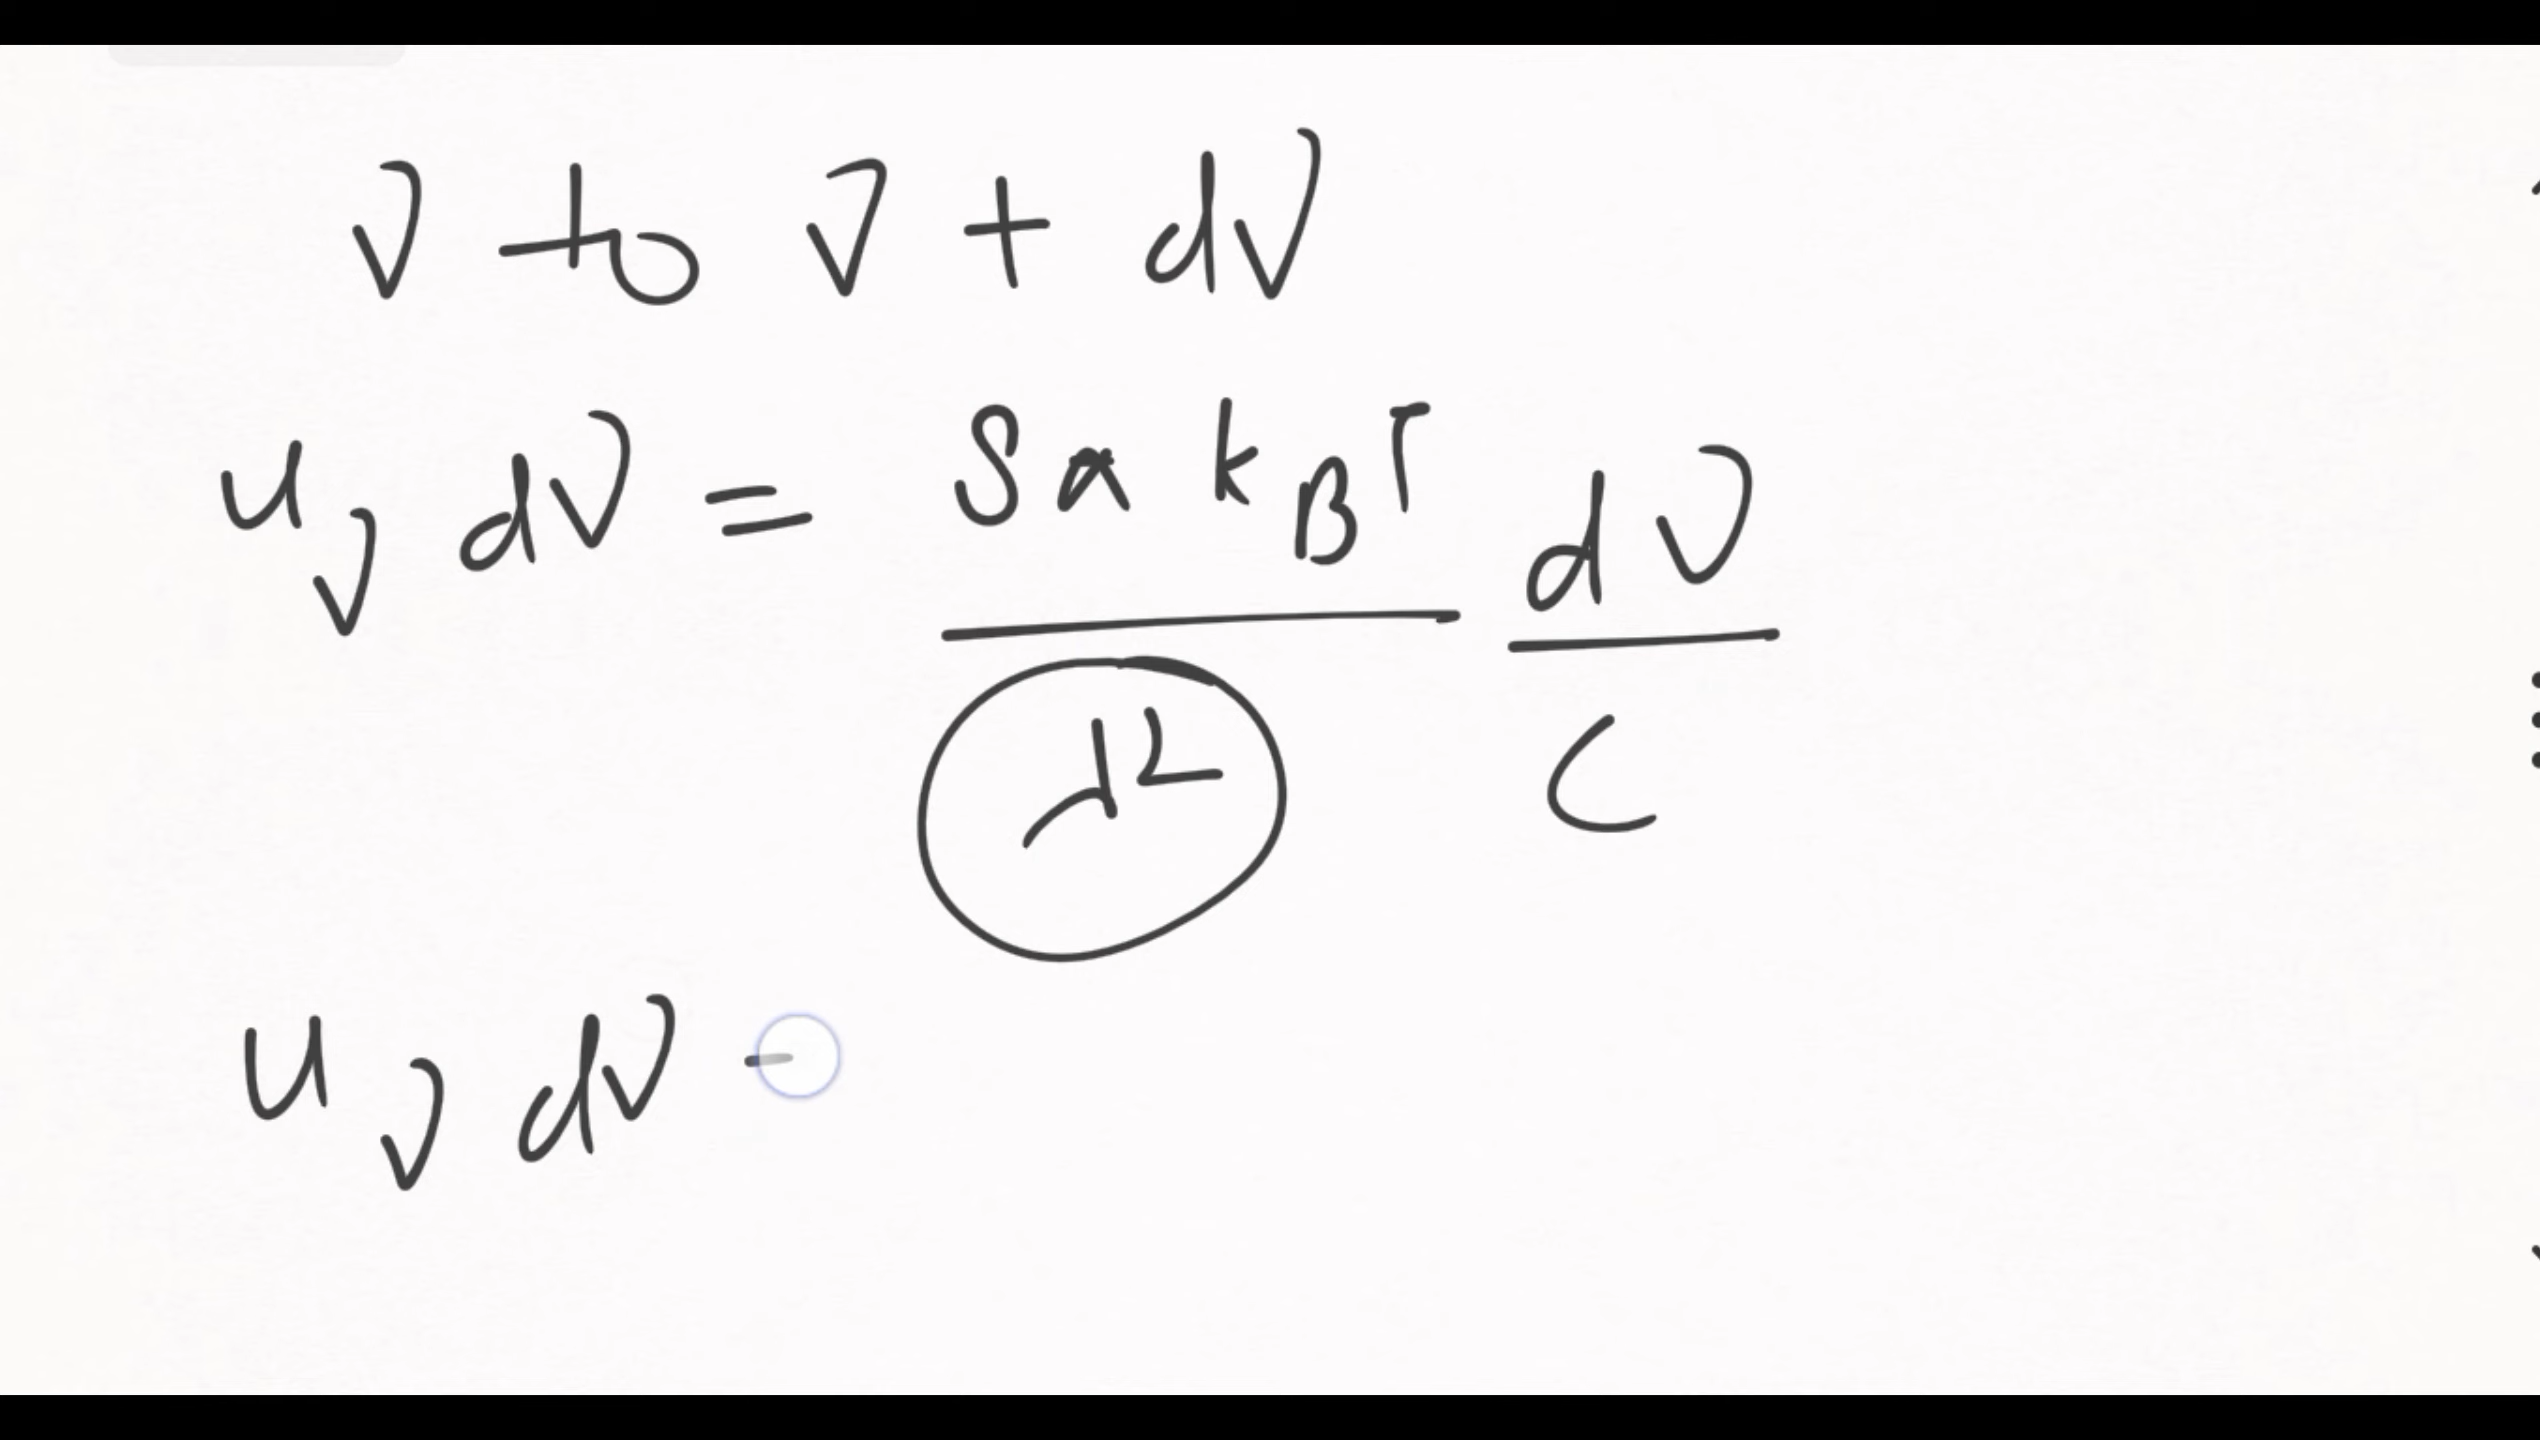 ν to ν + dν
u_ν dν = 8π k_B T / λ² dν / c
u_ν dν -